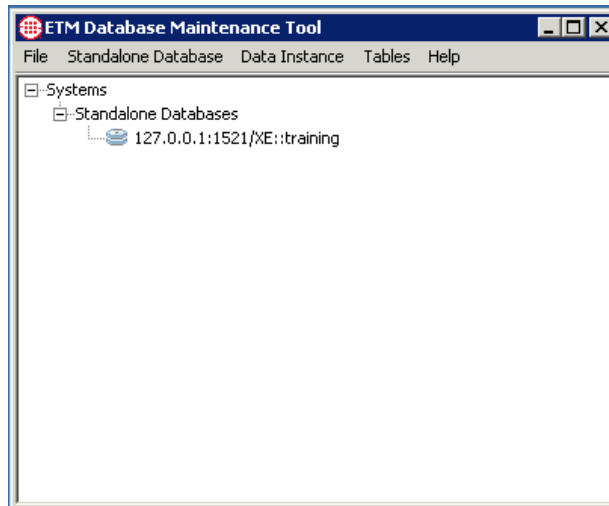 ETM Database Maintenance Tool
File Standalone Database Data Instance Tables Help
Systems
Standalone Databases
127.0.0.1:1521/XE::training